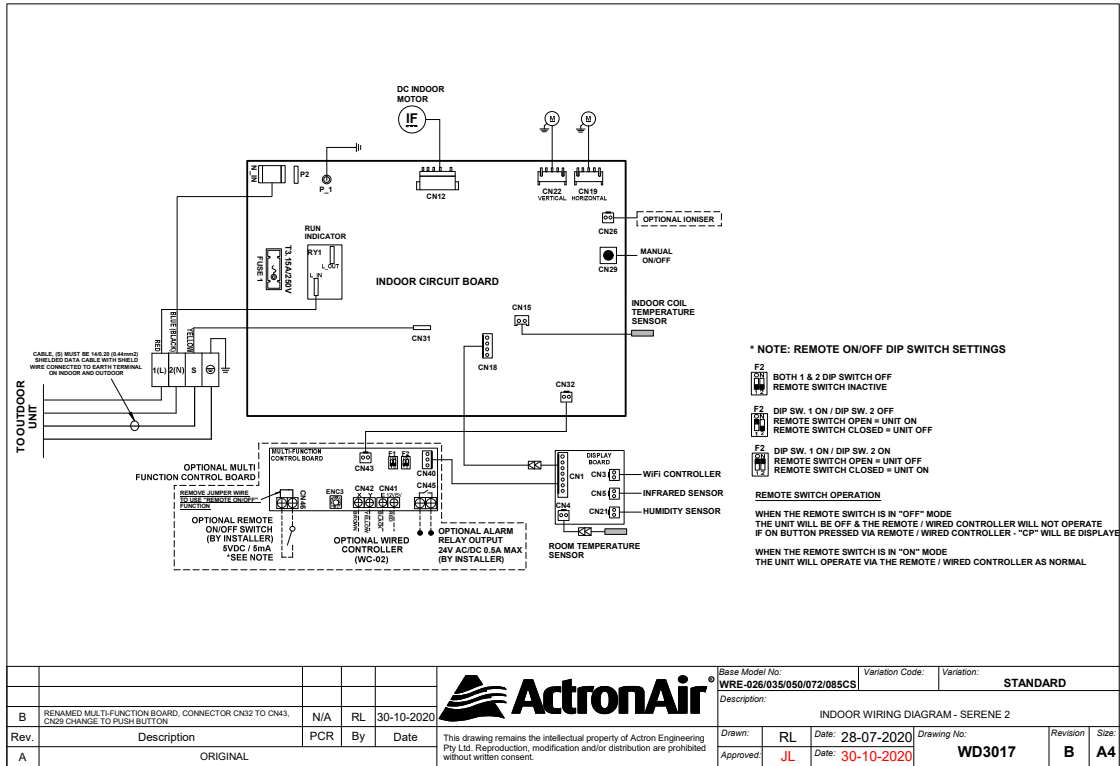 DC INDOOR
MOTOR
IF
M
M
N_IN
P2
P_1
CN12
CN22
VERTICAL
CN19
HORIZONTAL
CN26
OPTIONAL IONISER
MANUAL
ON/OFF
CN29
RUN
INDICATOR
RY1
L_OUT
L_IN
T3.15A/250V
FUSE 1
INDOOR CIRCUIT BOARD
CN15
INDOOR COIL
TEMPERATURE
SENSOR
CN31
CN18
CN32
RED
BLUE (BLACK)
YELLOW
CABLE, (S) MUST BE 14/0.20 (0.44mm2)
SHIELDED DATA CABLE WITH SHIELD
WIRE CONNECTED TO EARTH TERMINAL
ON INDOOR AND OUTDOOR
1(L)
2(N)
S
TO OUTDOOR
UNIT
OPTIONAL MULTI
FUNCTION CONTROL BOARD
MULTI-FUNCTION
CONTROL BOARD
CN43
F1
F2
CN40
REMOVE JUMPER WIRE
TO USE "REMOTE ON/OFF"
FUNCTION
CN46
ENC3
CN42
CN41
CN45
X
Y
E
12V/5V
BROWN
YELLOW
BLACK
RED
OPTIONAL REMOTE
ON/OFF SWITCH
(BY INSTALLER)
5VDC / 5mA
*SEE NOTE
OPTIONAL WIRED
CONTROLLER
(WC-02)
OPTIONAL ALARM
RELAY OUTPUT
24V AC/DC 0.5A MAX
(BY INSTALLER)
DISPLAY
BOARD
CN1
CN3
WiFi CONTROLLER
CN5
INFRARED SENSOR
CN21
HUMIDITY SENSOR
CN4
ROOM TEMPERATURE
SENSOR
* NOTE: REMOTE ON/OFF DIP SWITCH SETTINGS
F2
ON
1 2
BOTH 1 & 2 DIP SWITCH OFF
REMOTE SWITCH INACTIVE
F2
ON
1 2
DIP SW. 1 ON / DIP SW. 2 OFF
REMOTE SWITCH OPEN = UNIT ON
REMOTE SWITCH CLOSED = UNIT OFF
F2
ON
1 2
DIP SW. 1 ON / DIP SW. 2 ON
REMOTE SWITCH OPEN = UNIT OFF
REMOTE SWITCH CLOSED = UNIT ON
REMOTE SWITCH OPERATION
WHEN THE REMOTE SWITCH IS IN "OFF" MODE
THE UNIT WILL BE OFF & THE REMOTE / WIRED CONTROLLER WILL NOT OPERATE
IF ON BUTTON PRESSED VIA REMOTE / WIRED CONTROLLER - "CP" WILL BE DISPLAYE
WHEN THE REMOTE SWITCH IS IN "ON" MODE
THE UNIT WILL OPERATE VIA THE REMOTE / WIRED CONTROLLER AS NORMAL
B RENAMED MULTI-FUNCTION BOARD, CONNECTOR CN32 TO CN43, N/A RL 30-10-2020
CN29 CHANGE TO PUSH BUTTON
Rev. Description PCR By Date
A ORIGINAL
ActronAir®
This drawing remains the intellectual property of Actron Engineering
Pty Ltd. Reproduction, modification and/or distribution are prohibited
without written consent.
Base Model No:
WRE-026/035/050/072/085CS
Variation Code:
Variation:
STANDARD
Description:
INDOOR WIRING DIAGRAM - SERENE 2
Drawn: RL Date: 28-07-2020
Approved: JL Date: 30-10-2020
Drawing No:
WD3017
Revision
B
Size:
A4